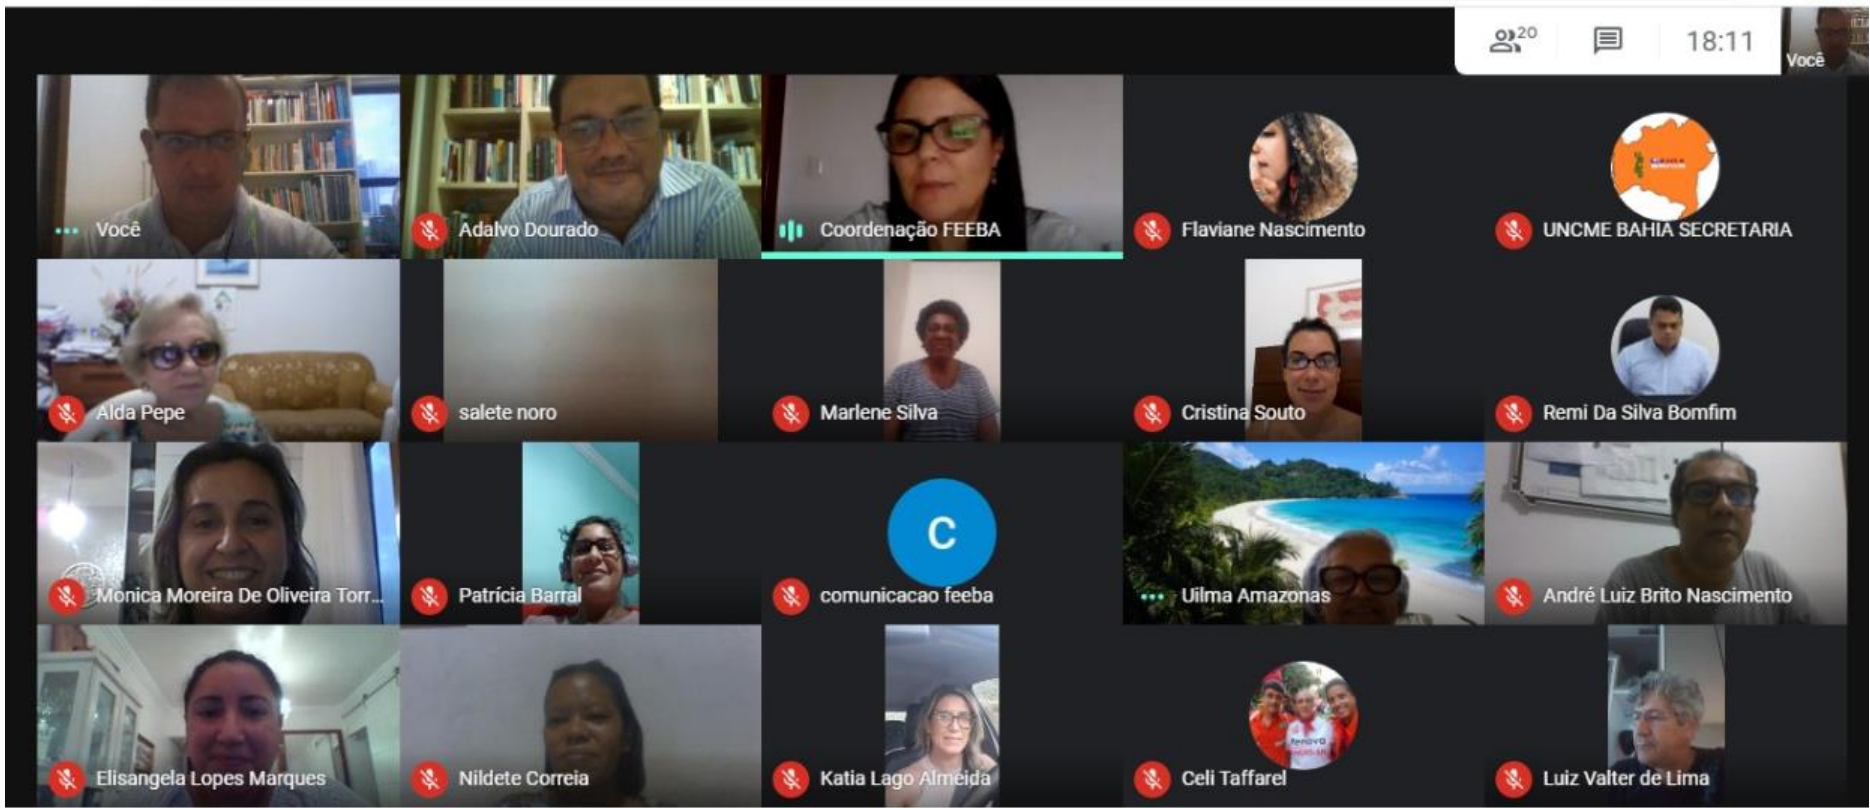 20
18:11
Você
Você
Adalvo Dourado
Coordenação FEEBA
Flaviane Nascimento
UNCME BAHIA SECRETARIA
Alda Pepe
salete noro
Marlene Silva
Cristina Souto
Remi Da Silva Bomfim
Monica Moreira De Oliveira Torr...
Patrícia Barral
C
comunicacao feeba
Uilma Amazonas
André Luiz Brito Nascimento
Elisangela Lopes Marques
Nildete Correia
Katia Lago Almeida
Celi Taffarel
Luiz Valter de Lima